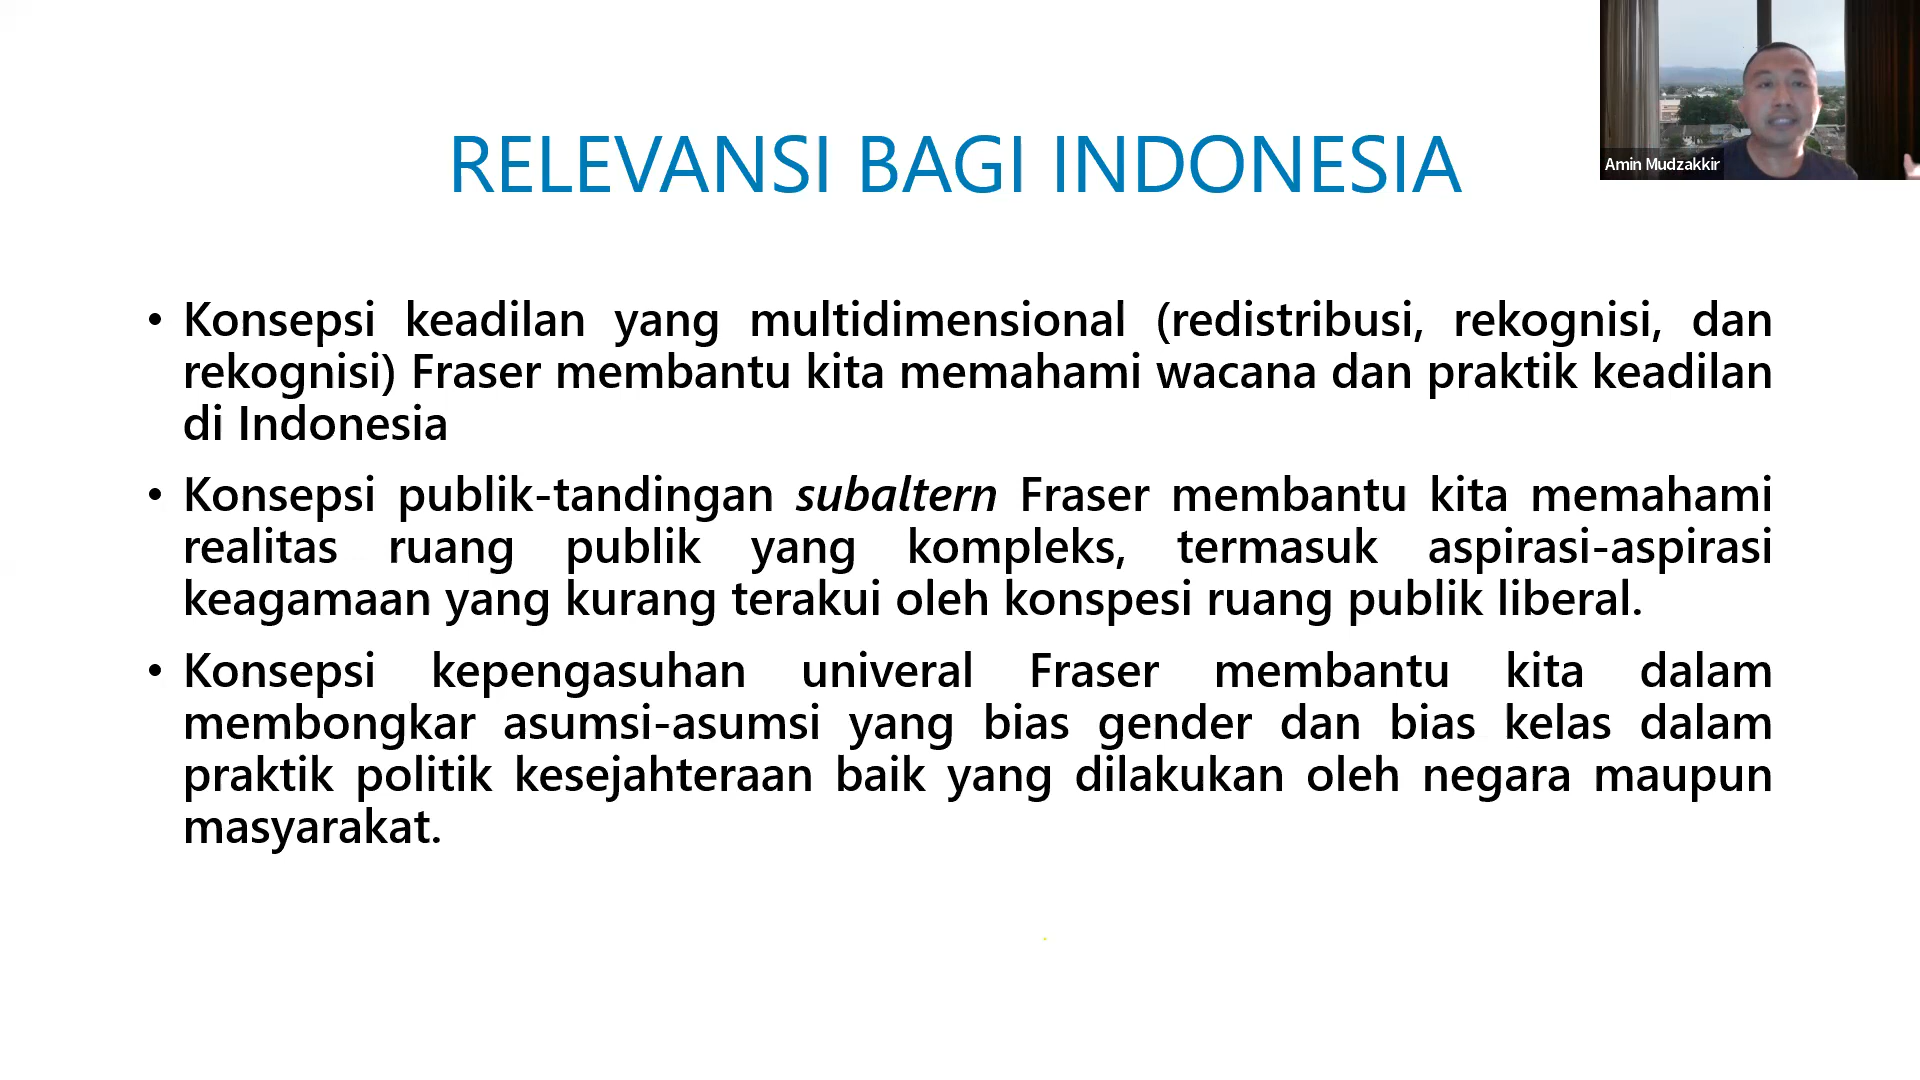 RELEVANSI BAGI INDONESIA
Amin Mudzakkir
• Konsepsi keadilan yang multidimensional (redistribusi, rekognisi, dan
rekognisi) Fraser membantu kita memahami wacana dan praktik keadilan
di Indonesia
• Konsepsi publik-tandingan subaltern Fraser membantu kita memahami
realitas ruang publik yang kompleks, termasuk aspirasi-aspirasi
keagamaan yang kurang terakui oleh konspesi ruang publik liberal.
• Konsepsi kepengasuhan univeral Fraser membantu kita dalam
membongkar asumsi-asumsi yang bias gender dan bias kelas dalam
praktik politik kesejahteraan baik yang dilakukan oleh negara maupun
masyarakat.